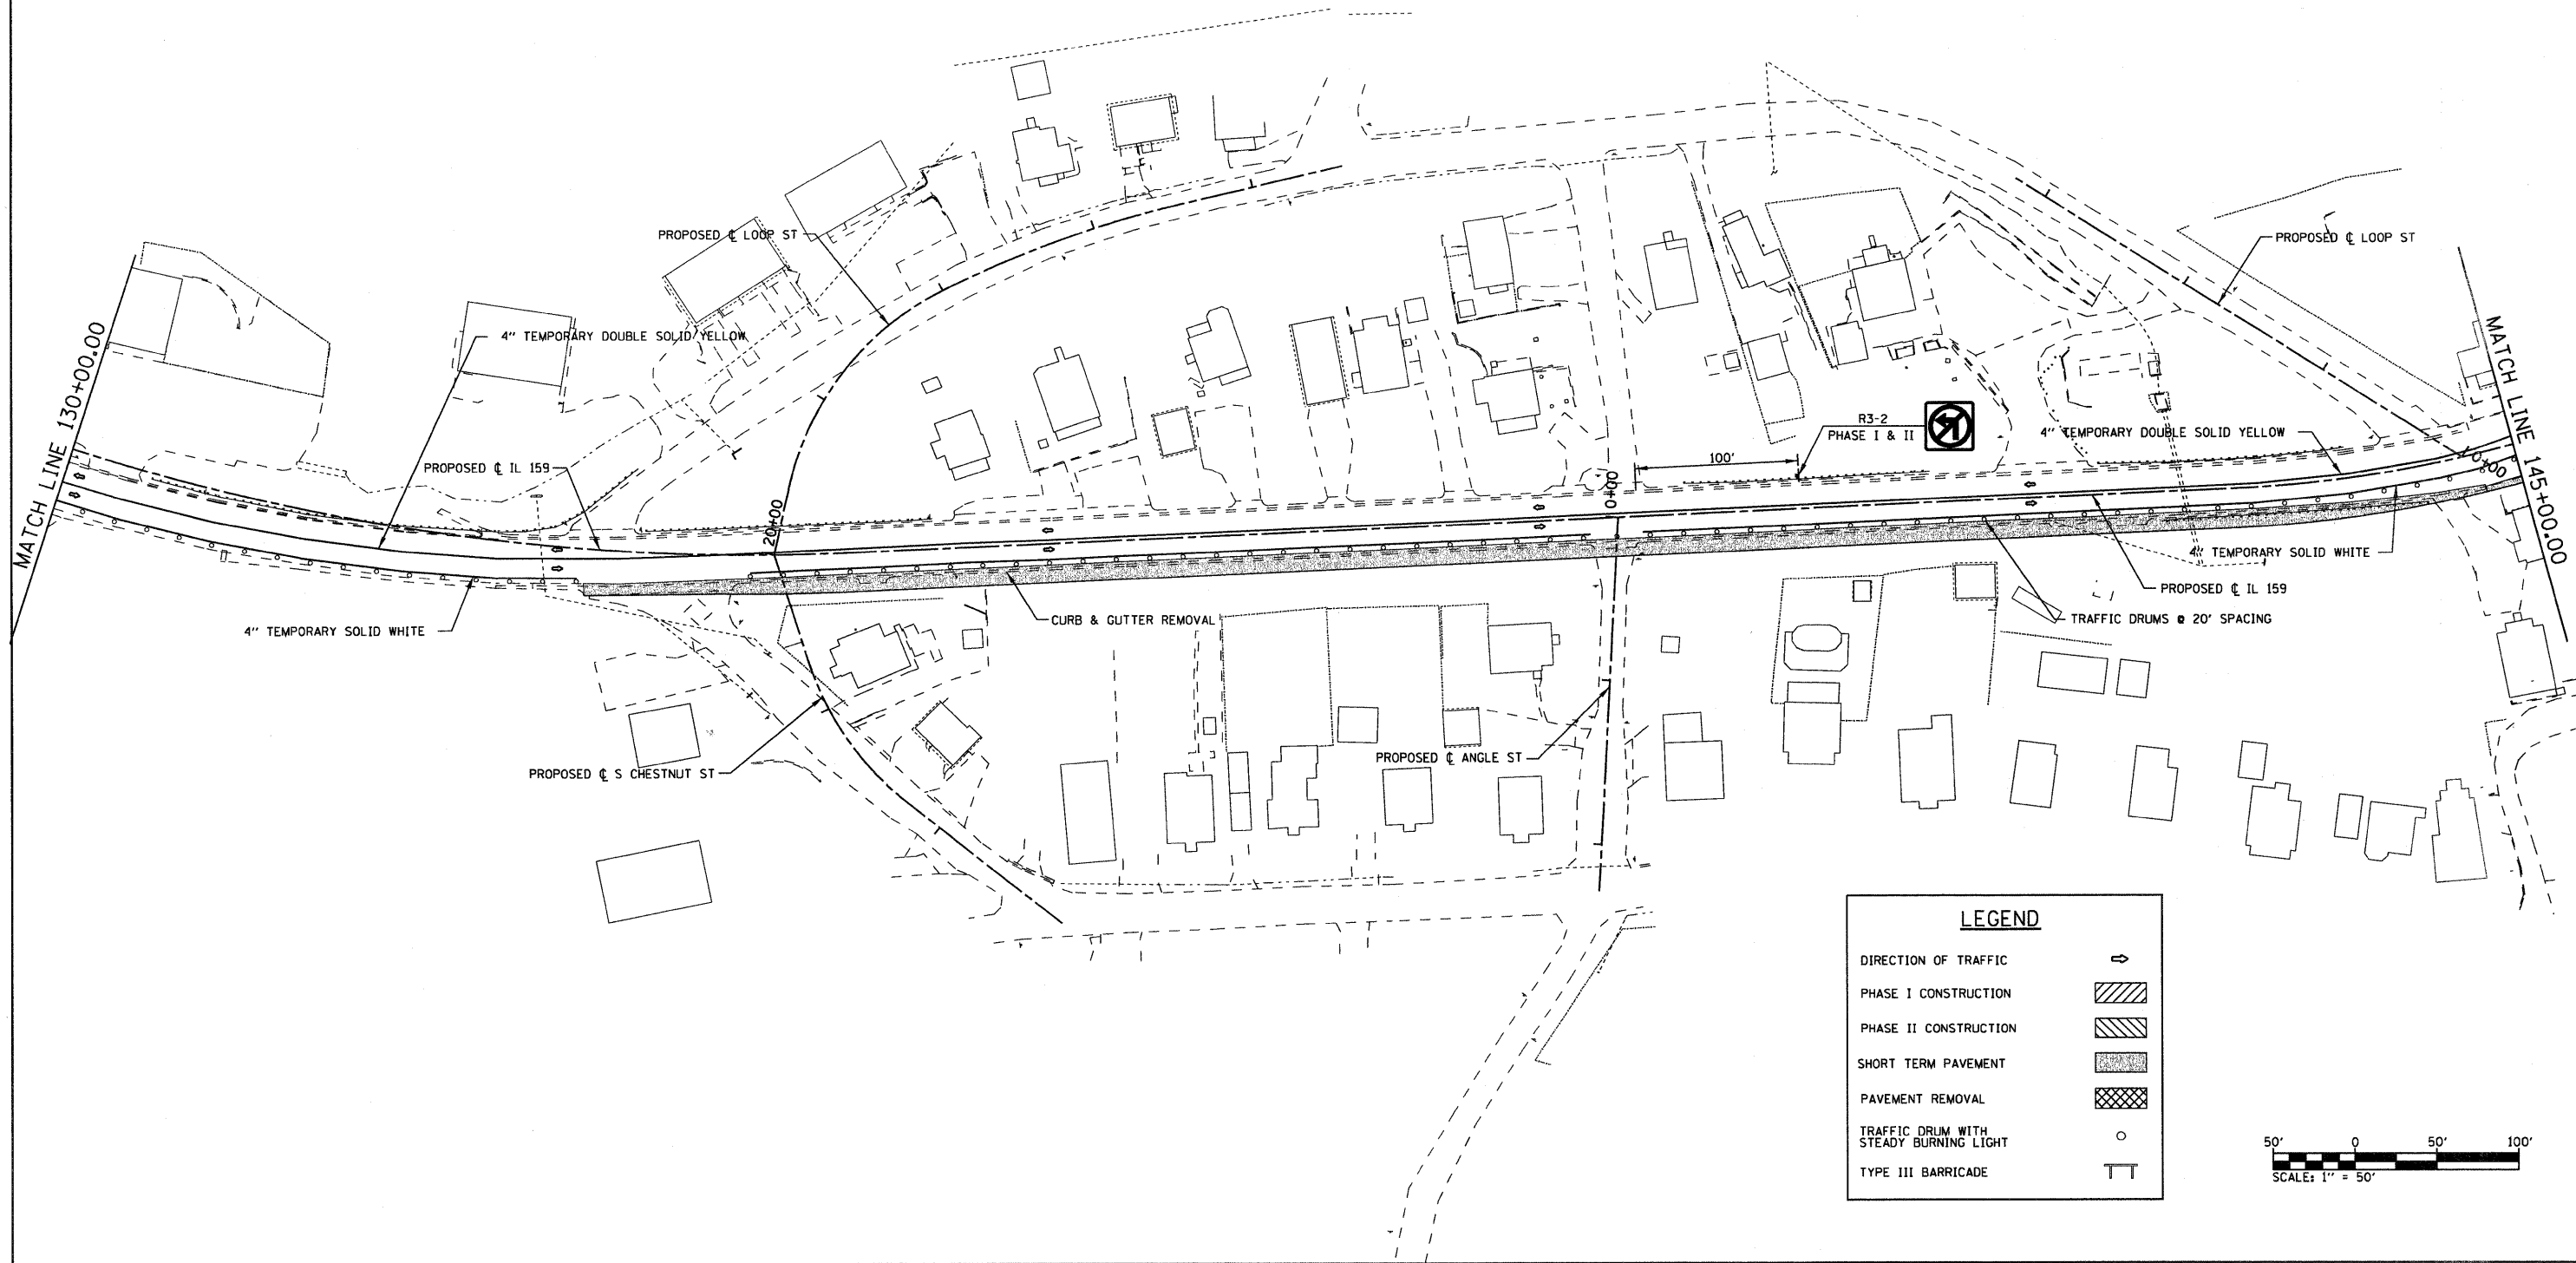 PROPOSED ℄ LOOP ST
PROPOSED ℄ LOOP ST
MATCH LINE 130+00.00
4" TEMPORARY DOUBLE SOLID YELLOW
MATCH LINE 145+00.00
R3-2
PHASE I & II
4" TEMPORARY DOUBLE SOLID YELLOW
PROPOSED ℄ IL 159
100'
20+00
0+00
0+00
4" TEMPORARY SOLID WHITE
PROPOSED ℄ IL 159
4" TEMPORARY SOLID WHITE
CURB & GUTTER REMOVAL
TRAFFIC DRUMS @ 20' SPACING
PROPOSED ℄ S CHESTNUT ST
PROPOSED ℄ ANGLE ST
LEGEND
DIRECTION OF TRAFFIC
PHASE I CONSTRUCTION
PHASE II CONSTRUCTION
SHORT TERM PAVEMENT
PAVEMENT REMOVAL
TRAFFIC DRUM WITH
STEADY BURNING LIGHT
TYPE III BARRICADE
50' 0 50' 100'
SCALE: 1" = 50'